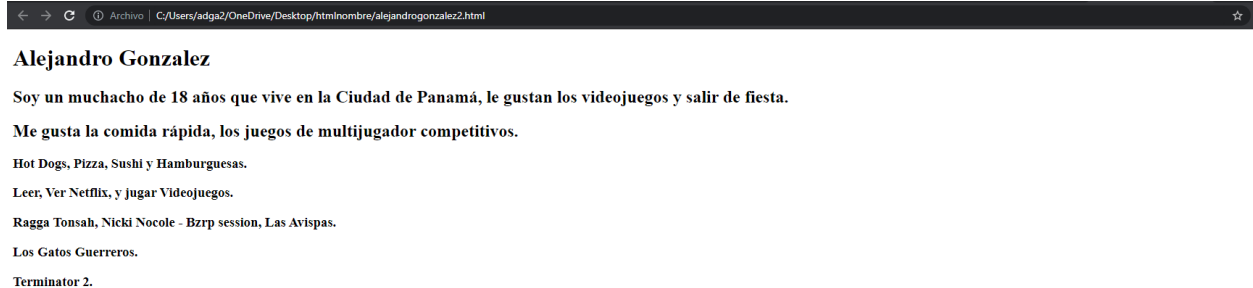 Archivo | C:/Users/adga2/OneDrive/Desktop/htmlnombre/alejandrogonzalez2.html
Alejandro Gonzalez
Soy un muchacho de 18 años que vive en la Ciudad de Panamá, le gustan los videojuegos y salir de fiesta.
Me gusta la comida rápida, los juegos de multijugador competitivos.
Hot Dogs, Pizza, Sushi y Hamburguesas.
Leer, Ver Netflix, y jugar Videojuegos.
Ragga Tonsah, Nicki Nocole - Bzrp session, Las Avispas.
Los Gatos Guerreros.
Terminator 2.